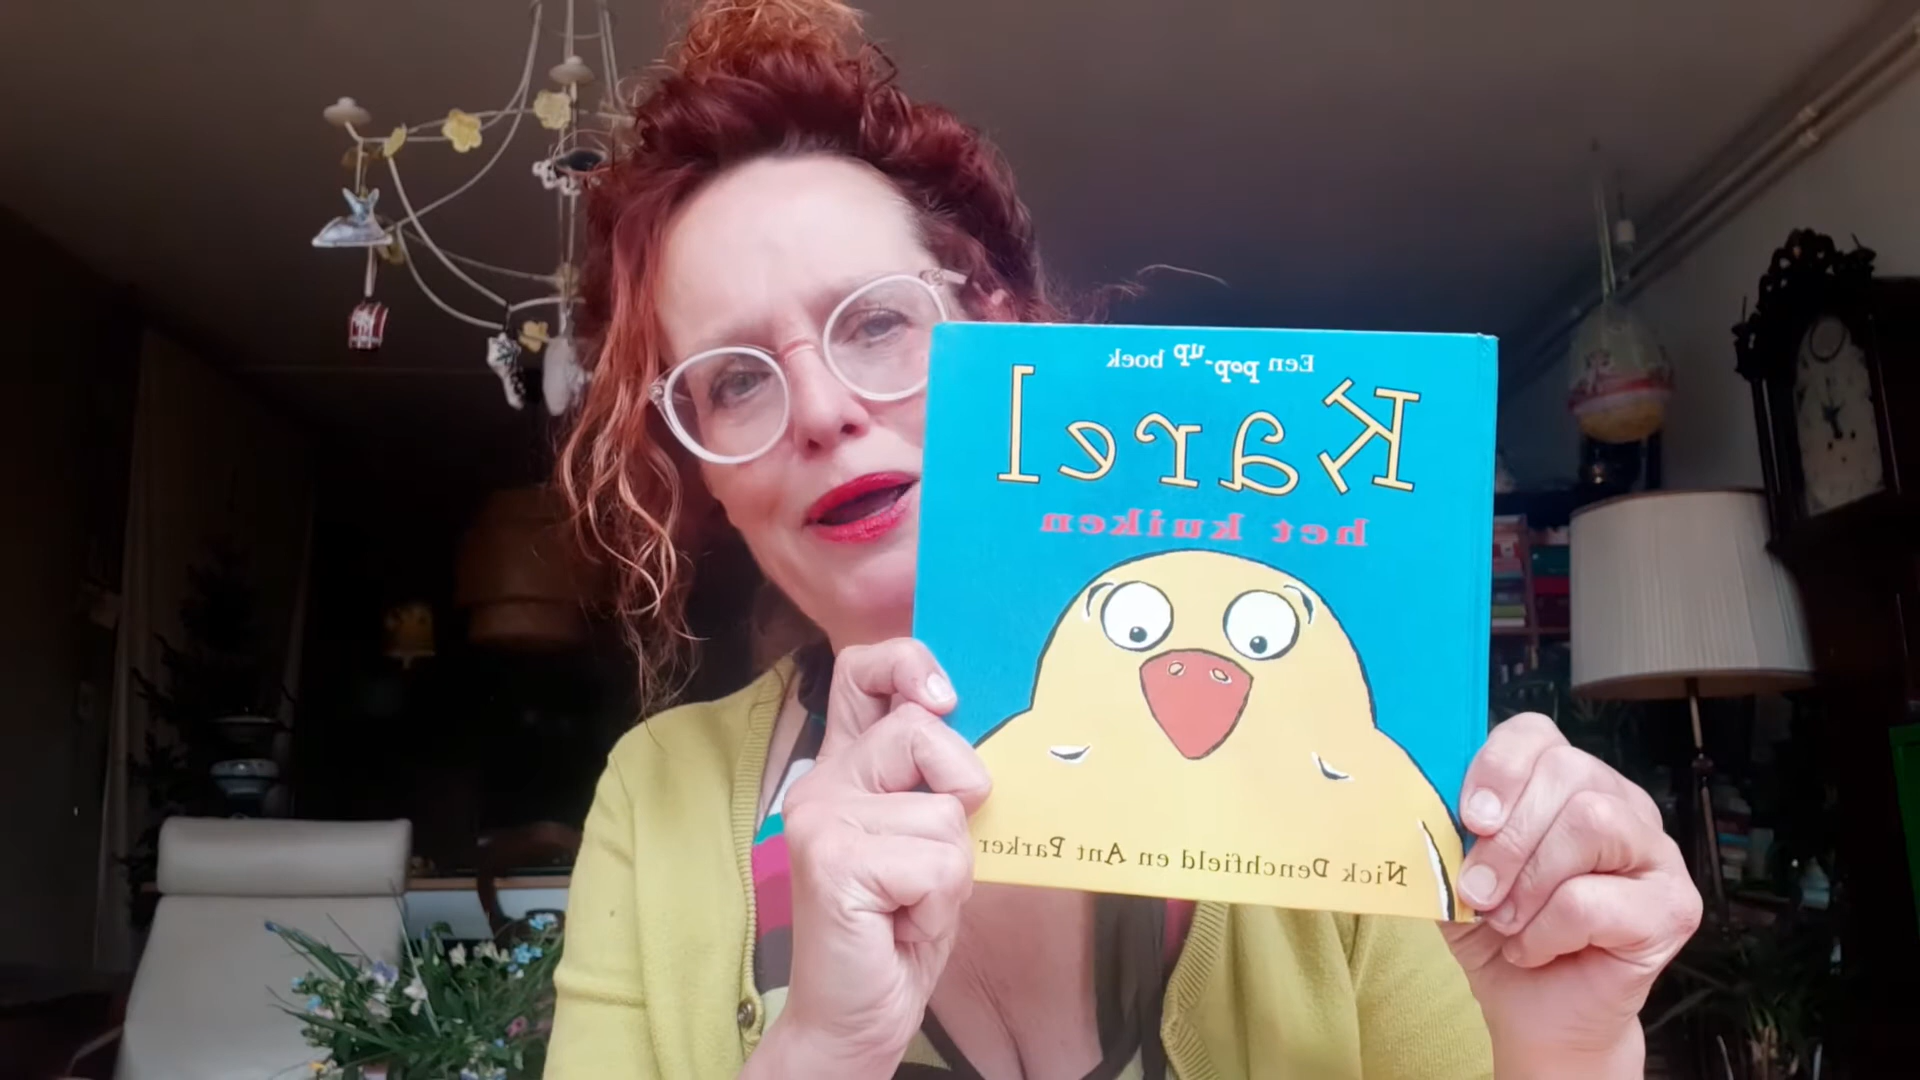 Een pop-up boek
Karel
het kuiken
Nick Denchfield en Ant Parker